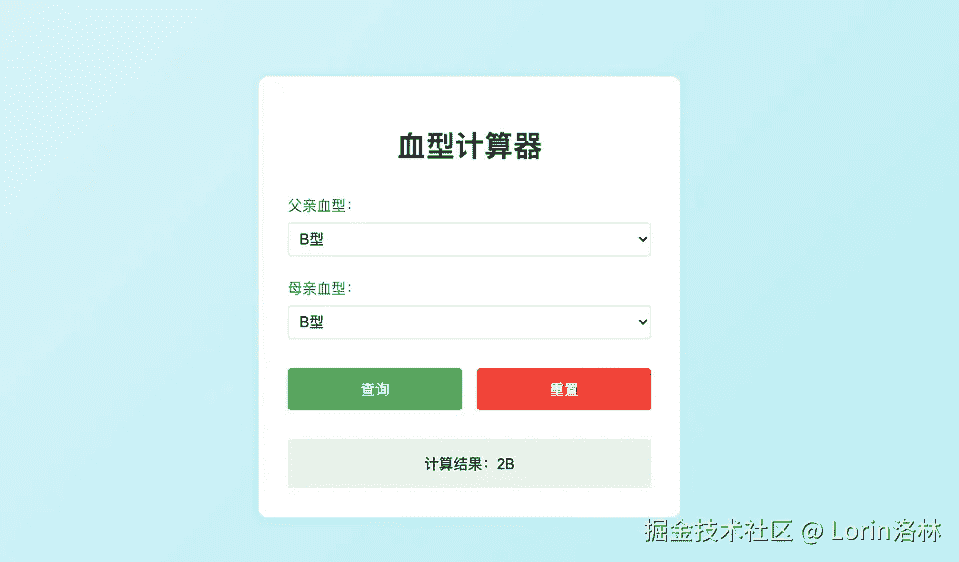 血型计算器
父亲血型：
B型
母亲血型：
B型
查询 重置
计算结果：2B
掘金技术社区 @ Lorin洛林